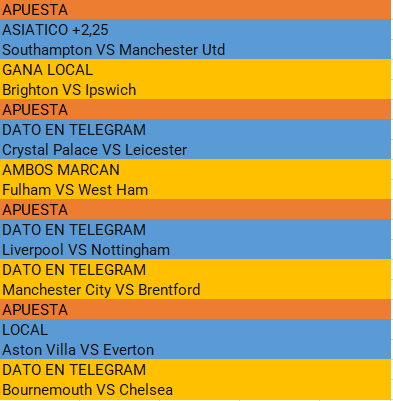 APUESTA
ASIATICO +2,25
Southampton VS Manchester Utd
GANA LOCAL
Brighton VS Ipswich
APUESTA
DATO EN TELEGRAM
Crystal Palace VS Leicester
AMBOS MARCAN
Fulham VS West Ham
APUESTA
DATO EN TELEGRAM
Liverpool VS Nottingham
DATO EN TELEGRAM
Manchester City VS Brentford
APUESTA
LOCAL
Aston Villa VS Everton
DATO EN TELEGRAM
Bournemouth VS Chelsea